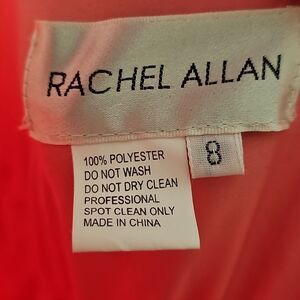 RACHEL ALLAN
8
100% POLYESTER
DO NOT WASH
DO NOT DRY CLEAN
PROFESSIONAL
SPOT CLEAN ONLY
MADE IN CHINA